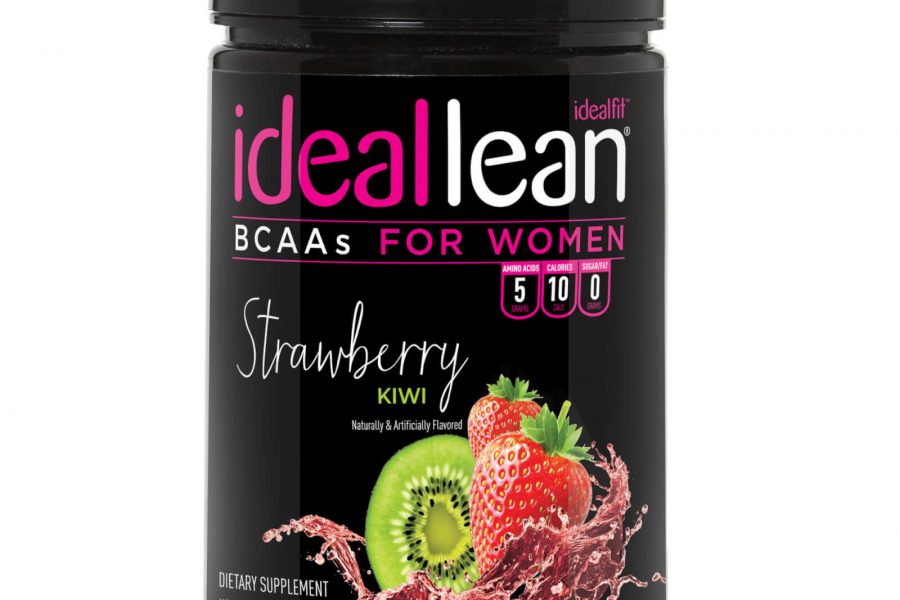 idealfit™
ideallean®
BCAAs FOR WOMEN
AMINO ACIDS CALORIES SUGAR/FAT
5 10 0
GRAMS CALS GRAMS
Strawberry
KIWI
Naturally & Artificially Flavored
DIETARY SUPPLEMENT